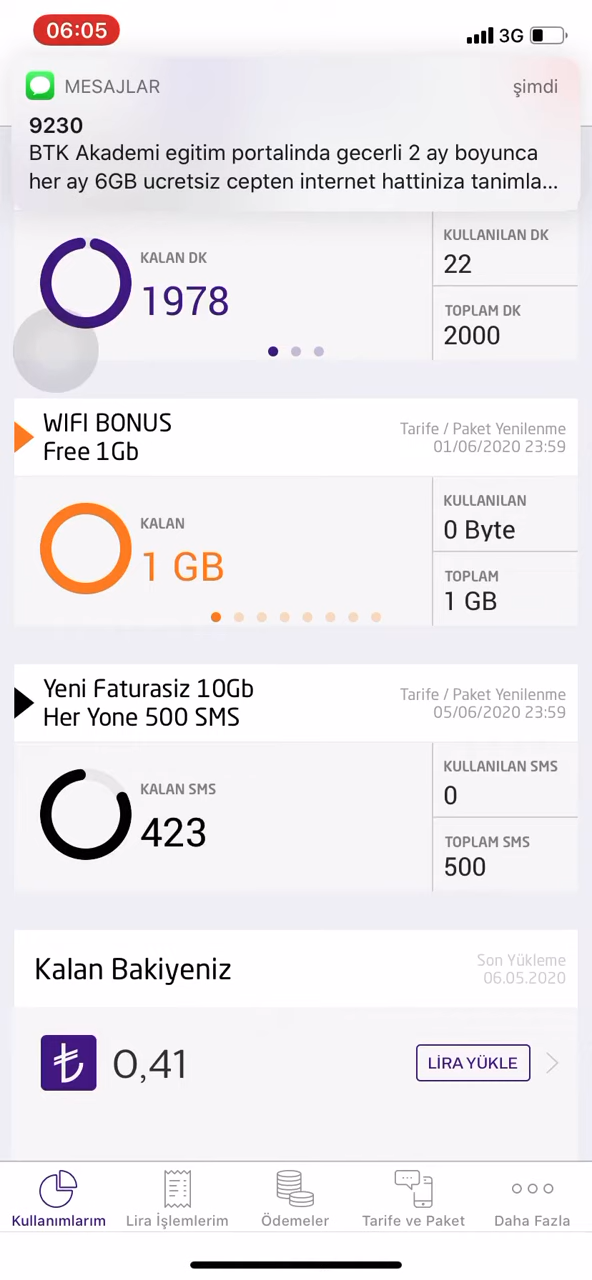 06:05
3G
MESAJLAR
şimdi
9230
BTK Akademi egitim portalinda gecerli 2 ay boyunca
her ay 6GB ucretsiz cepten internet hattiniza tanimla...
KALAN DK
1978
KULLANILAN DK
22
TOPLAM DK
2000
WIFI BONUS
Free 1Gb
Tarife / Paket Yenilenme
01/06/2020 23:59
KALAN
1 GB
KULLANILAN
0 Byte
TOPLAM
1 GB
Yeni Faturasiz 10Gb
Her Yone 500 SMS
Tarife / Paket Yenilenme
05/06/2020 23:59
KALAN SMS
423
KULLANILAN SMS
0
TOPLAM SMS
500
Kalan Bakiyeniz
Son Yükleme
06.05.2020
₺ 0,41
LİRA YÜKLE
Kullanımlarım
Lira İşlemlerim
Ödemeler
Tarife ve Paket
Daha Fazla